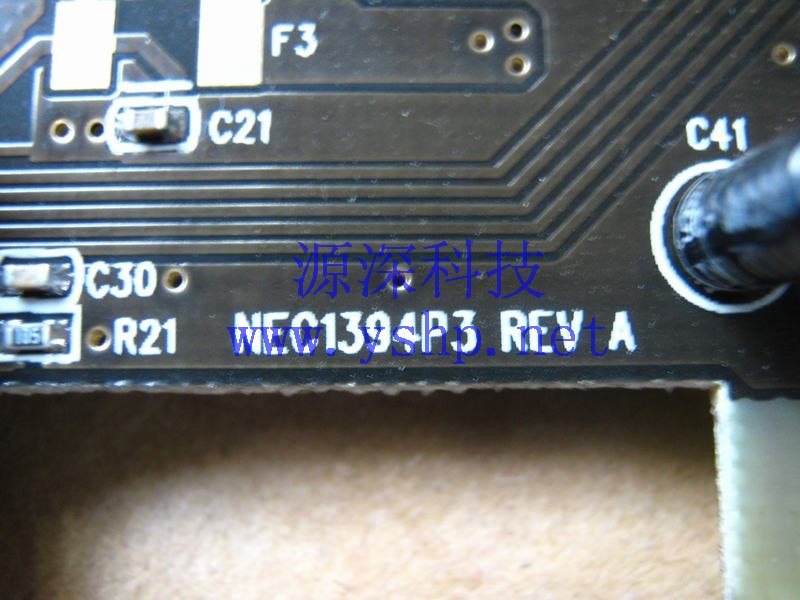 F3
C21
C41
源深科技
C30
R21
NEC1394P3 REV A
www.yshp.net